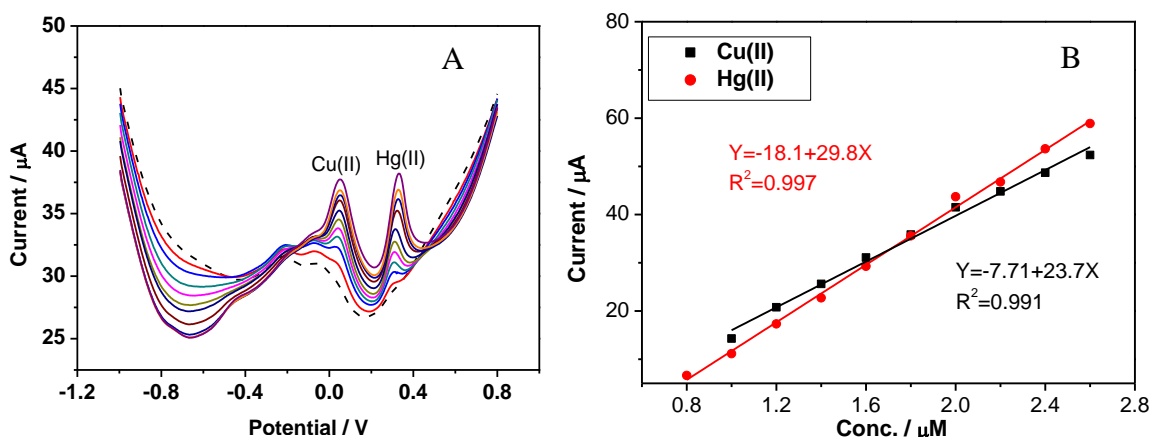 A
50
45
40
35
30
25
-1.2
-0.8
-0.4
0.0
0.4
0.8
Current / μA
Potential / V
Cu(II)
Hg(II)
B
80
60
40
20
0.8
1.2
1.6
2.0
2.4
2.8
Current / μA
Conc. / μM
Cu(II)
Hg(II)
Y=-18.1+29.8X
R²=0.997
Y=-7.71+23.7X
R²=0.991